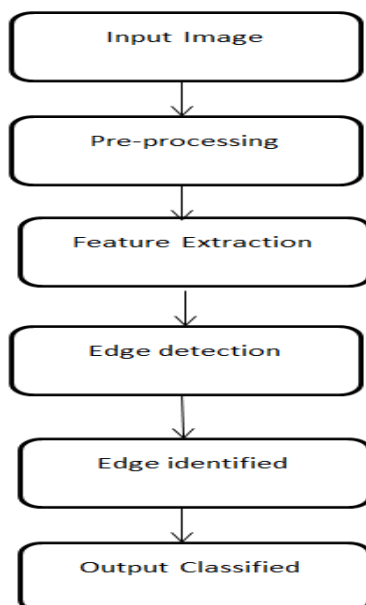 Input Image
Pre-processing
Feature Extraction
Edge detection
Edge identified
Output Classified